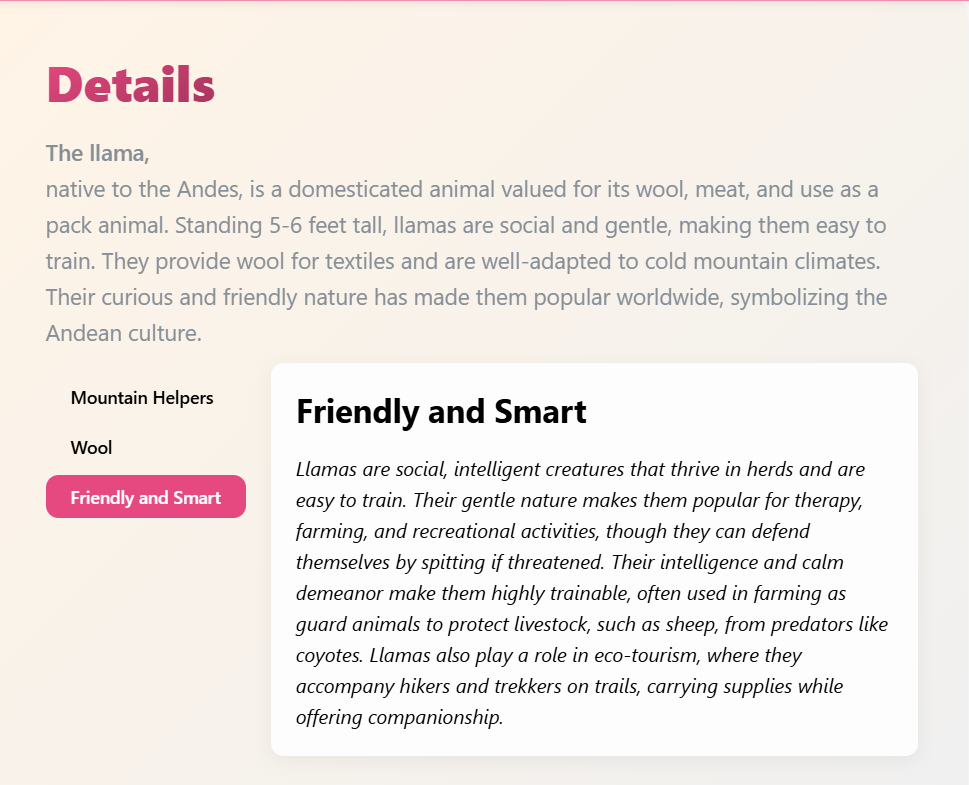 Details
The llama,
native to the Andes, is a domesticated animal valued for its wool, meat, and use as a
pack animal. Standing 5-6 feet tall, llamas are social and gentle, making them easy to
train. They provide wool for textiles and are well-adapted to cold mountain climates.
Their curious and friendly nature has made them popular worldwide, symbolizing the
Andean culture.
Mountain Helpers
Wool
Friendly and Smart
Friendly and Smart
Llamas are social, intelligent creatures that thrive in herds and are
easy to train. Their gentle nature makes them popular for therapy,
farming, and recreational activities, though they can defend
themselves by spitting if threatened. Their intelligence and calm
demeanor make them highly trainable, often used in farming as
guard animals to protect livestock, such as sheep, from predators like
coyotes. Llamas also play a role in eco-tourism, where they
accompany hikers and trekkers on trails, carrying supplies while
offering companionship.